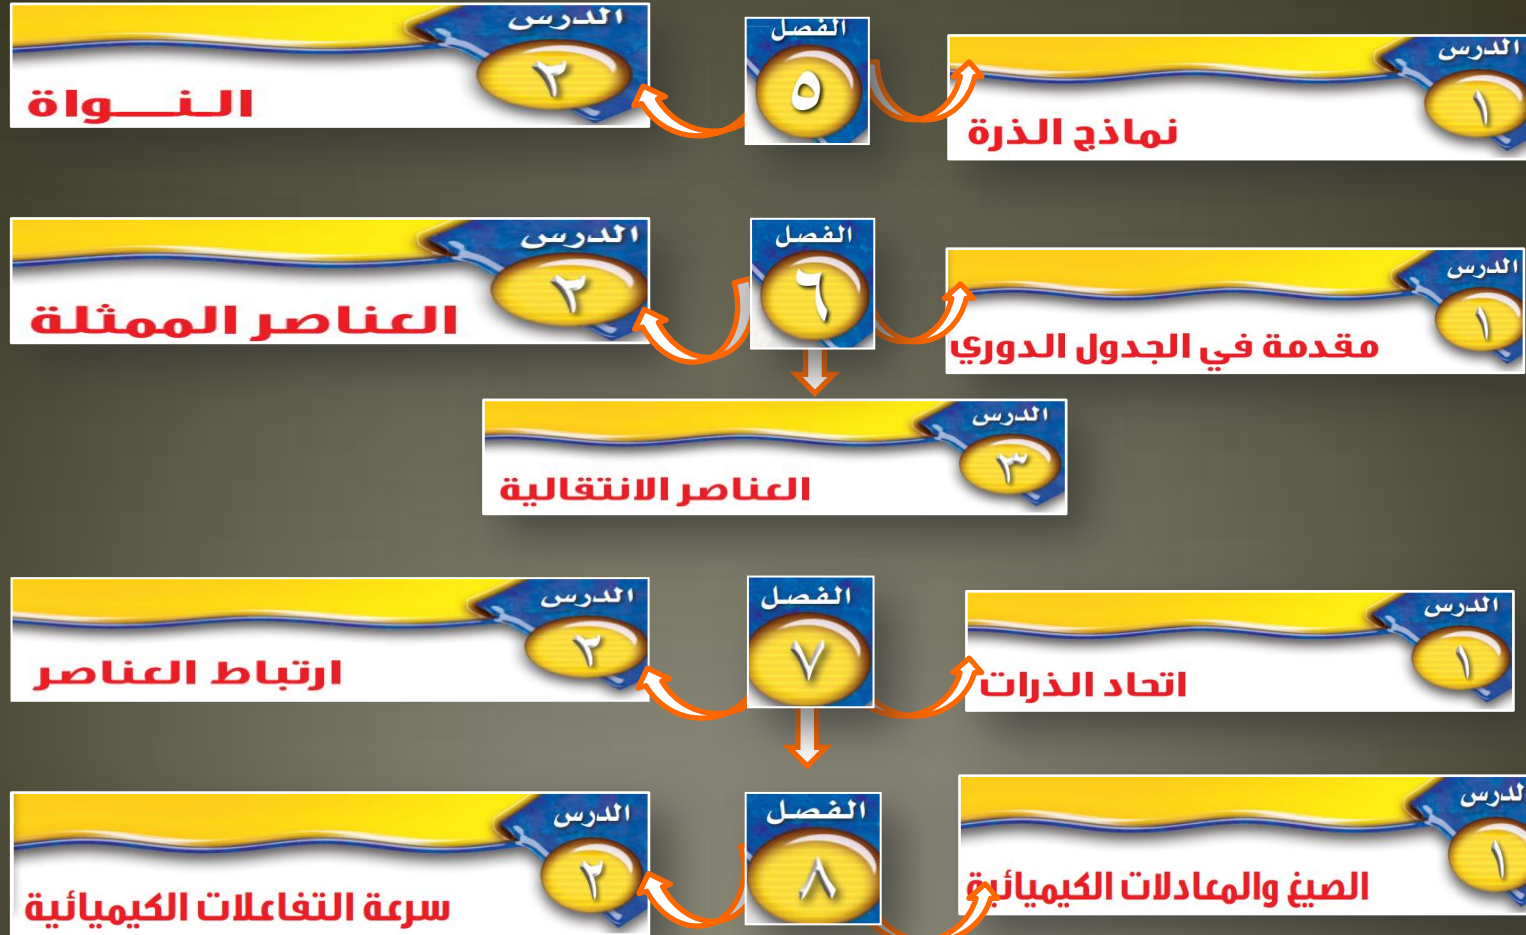 الفصل
٥
الدرس
١
نماذج الذرة
الدرس
٢
النـــواة
الفصل
٦
الدرس
١
مقدمة في الجدول الدوري
الدرس
٢
العناصر الممثلة
الدرس
٣
العناصر الانتقالية
الفصل
٧
الدرس
١
اتحاد الذرات
الدرس
٢
ارتباط العناصر
الفصل
٨
لدرس
١
الصيغ والمعادلات الكيميائية
الدرس
٢
سرعة التفاعلات الكيميائية